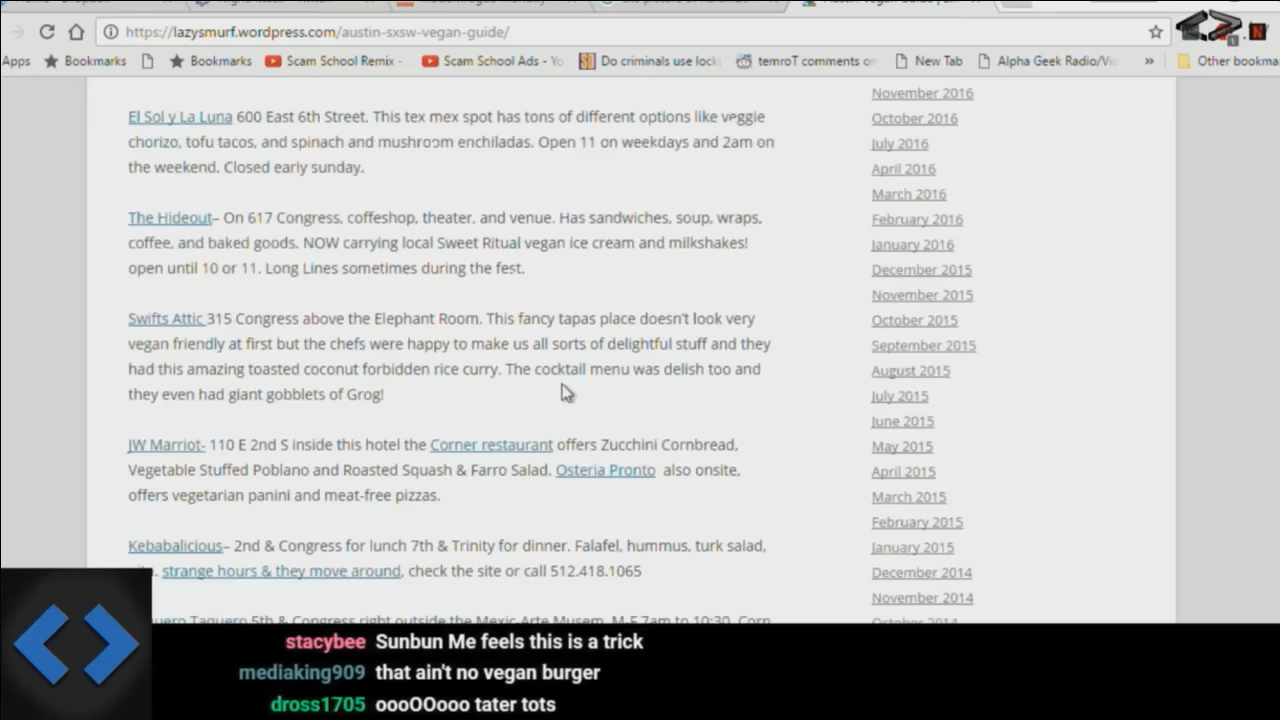 https://lazysmurf.wordpress.com/austin-sxsw-vegan-guide/
Apps Bookmarks Bookmarks Scam School Remix - Scam School Ads - Yo Do criminals use lock temroT comments on New Tab Alpha Geek Radio/Vi » Other bookma
El Sol y La Luna 600 East 6th Street. This tex mex spot has tons of different options like veggie
chorizo, tofu tacos, and spinach and mushroom enchiladas. Open 11 on weekdays and 2am on
the weekend. Closed early sunday.
The Hideout– On 617 Congress, coffeshop, theater, and venue. Has sandwiches, soup, wraps,
coffee, and baked goods. NOW carrying local Sweet Ritual vegan ice cream and milkshakes!
open until 10 or 11. Long Lines sometimes during the fest.
Swifts Attic 315 Congress above the Elephant Room. This fancy tapas place doesn't look very
vegan friendly at first but the chefs were happy to make us all sorts of delightful stuff and they
had this amazing toasted coconut forbidden rice curry. The cocktail menu was delish too and
they even had giant gobblets of Grog!
JW Marriot- 110 E 2nd S inside this hotel the Corner restaurant offers Zucchini Cornbread,
Vegetable Stuffed Poblano and Roasted Squash & Farro Salad. Osteria Pronto also onsite,
offers vegetarian panini and meat-free pizzas.
Kebabalicious– 2nd & Congress for lunch 7th & Trinity for dinner. Falafel, hummus, turk salad,
strange hours & they move around, check the site or call 512.418.1065
Taquero 5th & Congress right outside the Mexic-Arte Musem. M-F 7am to 10:30. Corn
November 2016
October 2016
July 2016
April 2016
March 2016
February 2016
January 2016
December 2015
November 2015
October 2015
September 2015
August 2015
July 2015
June 2015
May 2015
April 2015
March 2015
February 2015
January 2015
December 2014
November 2014
October 2014
stacybee Sunbun Me feels this is a trick
mediaking909 that ain't no vegan burger
dross1705 oooOOooo tater tots